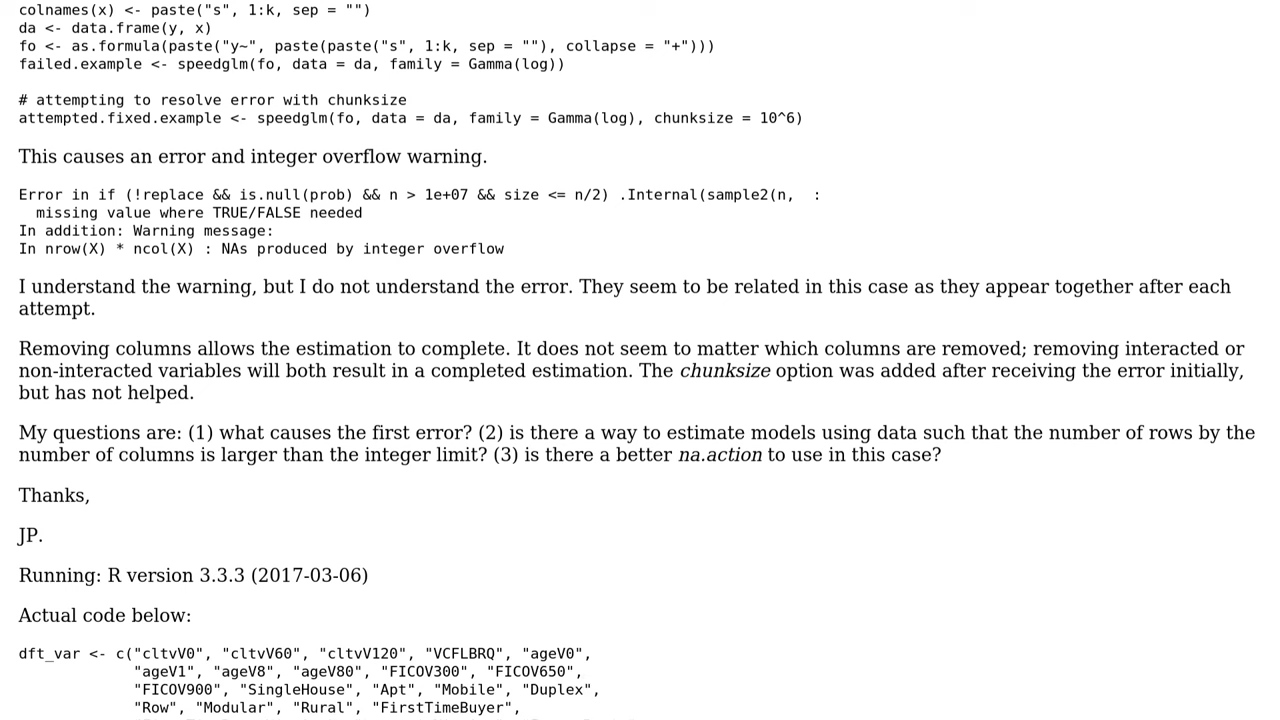 colnames(x) <- paste("s", 1:k, sep = "")
da <- data.frame(y, x)
fo <- as.formula(paste("y~", paste(paste("s", 1:k, sep = ""), collapse = "+")))
failed.example <- speedglm(fo, data = da, family = Gamma(log))
# attempting to resolve error with chunksize
attempted.fixed.example <- speedglm(fo, data = da, family = Gamma(log), chunksize = 10^6)
This causes an error and integer overflow warning.
Error in if (!replace && is.null(prob) && n > 1e+07 && size <= n/2) .Internal(sample2(n,  :
  missing value where TRUE/FALSE needed
In addition: Warning message:
In nrow(X) * ncol(X) : NAs produced by integer overflow
I understand the warning, but I do not understand the error. They seem to be related in this case as they appear together after each
attempt.
Removing columns allows the estimation to complete. It does not seem to matter which columns are removed; removing interacted or
non-interacted variables will both result in a completed estimation. The chunksize option was added after receiving the error initially,
but has not helped.
My questions are: (1) what causes the first error? (2) is there a way to estimate models using data such that the number of rows by the
number of columns is larger than the integer limit? (3) is there a better na.action to use in this case?
Thanks,
JP.
Running: R version 3.3.3 (2017-03-06)
Actual code below:
dft_var <- c("cltvV0", "cltvV60", "cltvV120", "VCFLBRQ", "ageV0",
             "ageV1", "ageV8", "ageV80", "FICOV300", "FICOV650",
             "FICOV900", "SingleHouse", "Apt", "Mobile", "Duplex",
             "Row", "Modular", "Rural", "FirstTimeBuyer",